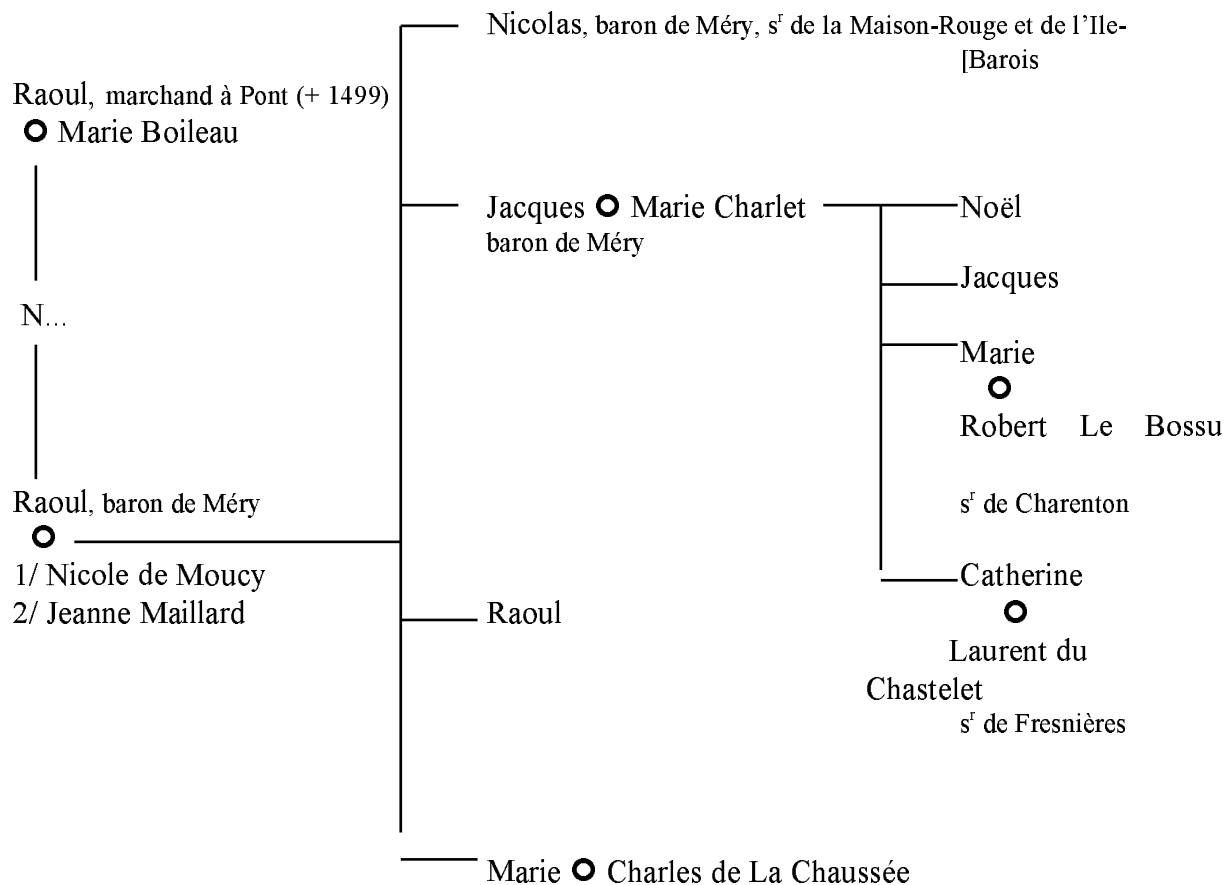 Nicolas, baron de Méry, sʳ de la Maison-Rouge et de l’Ile-
[Barois
Raoul, marchand à Pont (+ 1499)
Marie Boileau
Jacques Marie Charlet
baron de Méry
Noël
Jacques
N...
Marie
Robert Le Bossu
sʳ de Charenton
Raoul, baron de Méry
1/ Nicole de Moucy
2/ Jeanne Maillard
Catherine
Laurent du
Chastelet
sʳ de Fresnières
Raoul
Marie Charles de La Chaussée